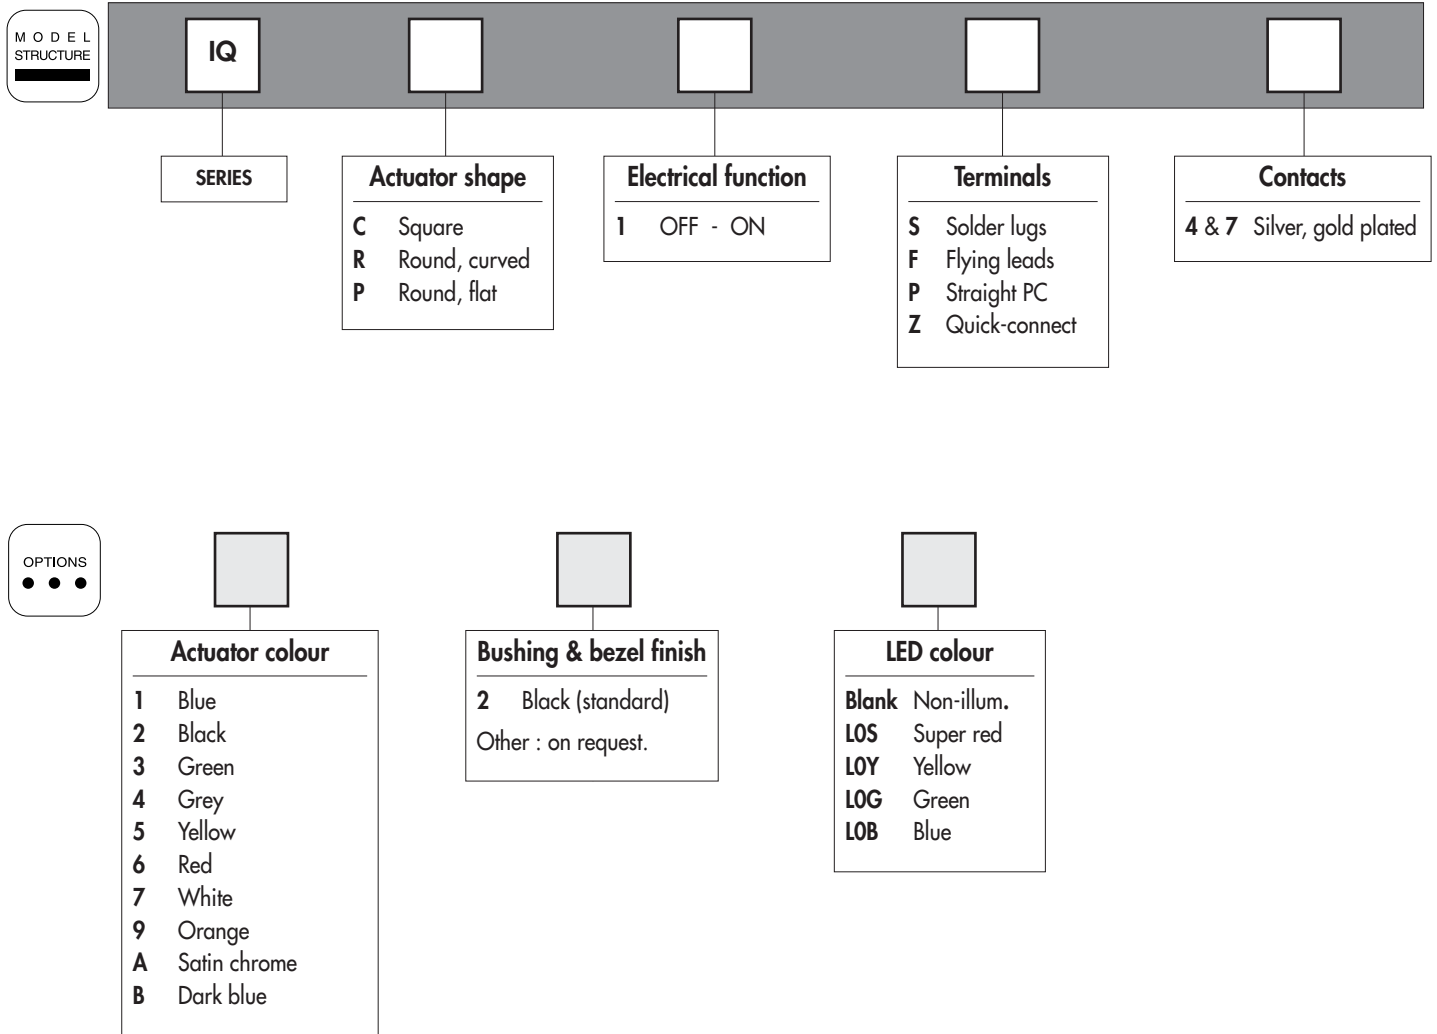 MODEL
STRUCTURE
IQ
SERIES
Actuator shape
C Square
R Round, curved
P Round, flat
Electrical function
1 OFF - ON
Terminals
S Solder lugs
F Flying leads
P Straight PC
Z Quick-connect
Contacts
4 & 7 Silver, gold plated
OPTIONS
Actuator colour
1 Blue
2 Black
3 Green
4 Grey
5 Yellow
6 Red
7 White
9 Orange
A Satin chrome
B Dark blue
Bushing & bezel finish
2 Black (standard)
Other : on request.
LED colour
Blank Non-illum.
L0S Super red
L0Y Yellow
L0G Green
L0B Blue